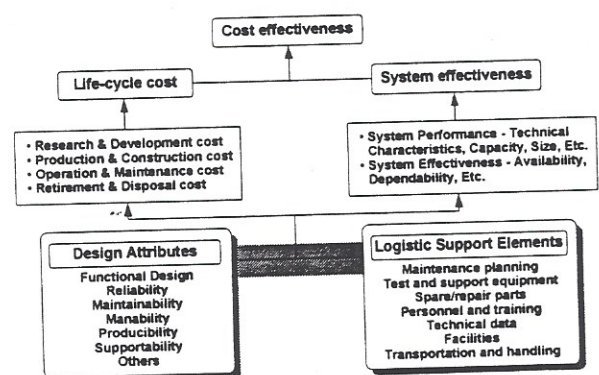 Cost effectiveness
Life-cycle cost
System effectiveness
• Research & Development cost
• Production & Construction cost
• Operation & Maintenance cost
• Retirement & Disposal cost
• System Performance - Technical
Characteristics, Capacity, Size, Etc.
• System Effectiveness - Availability,
Dependability, Etc.
Design Attributes
Functional Design
Reliability
Maintainability
Manability
Producibility
Supportability
Others
Logistic Support Elements
Maintenance planning
Test and support equipment
Spare/repair parts
Personnel and training
Technical data
Facilities
Transportation and handling